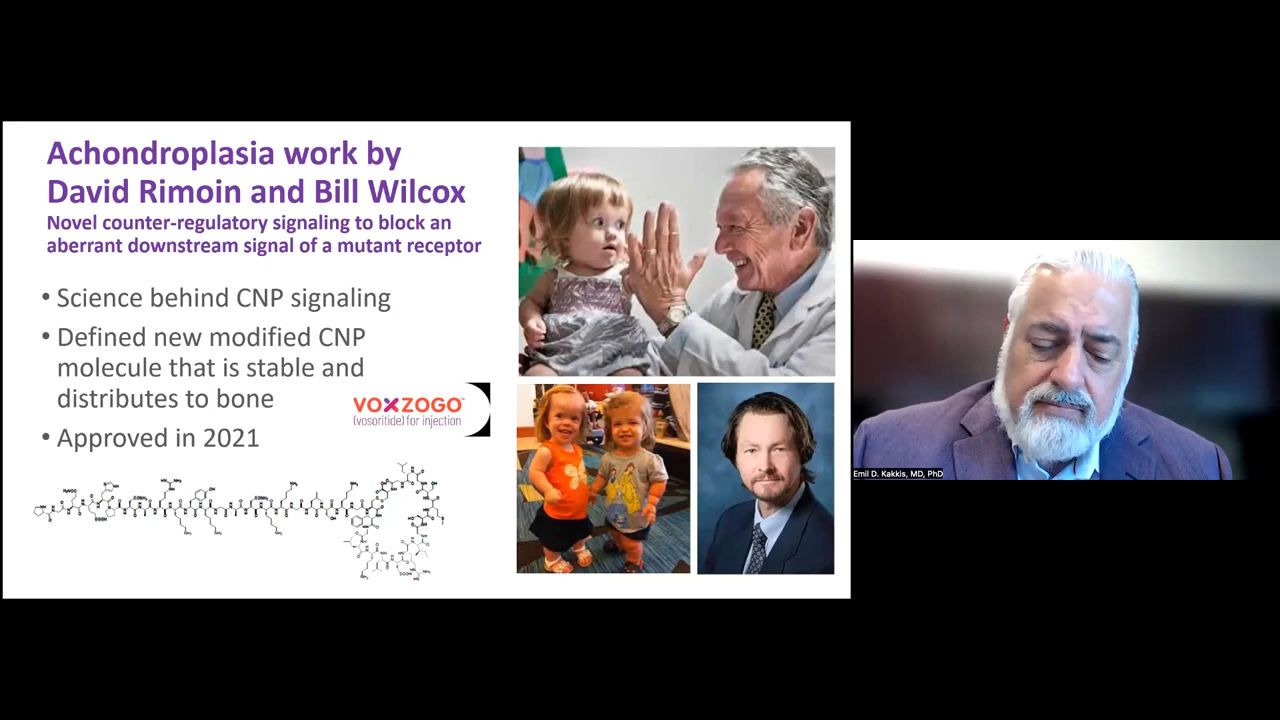 Achondroplasia work by
David Rimoin and Bill Wilcox
Novel counter-regulatory signaling to block an
aberrant downstream signal of a mutant receptor
• Science behind CNP signaling
• Defined new modified CNP
molecule that is stable and
distributes to bone
• Approved in 2021
VOXZOGO™
(vosoritide) for injection
Emil D. Kakkis, MD, PhD